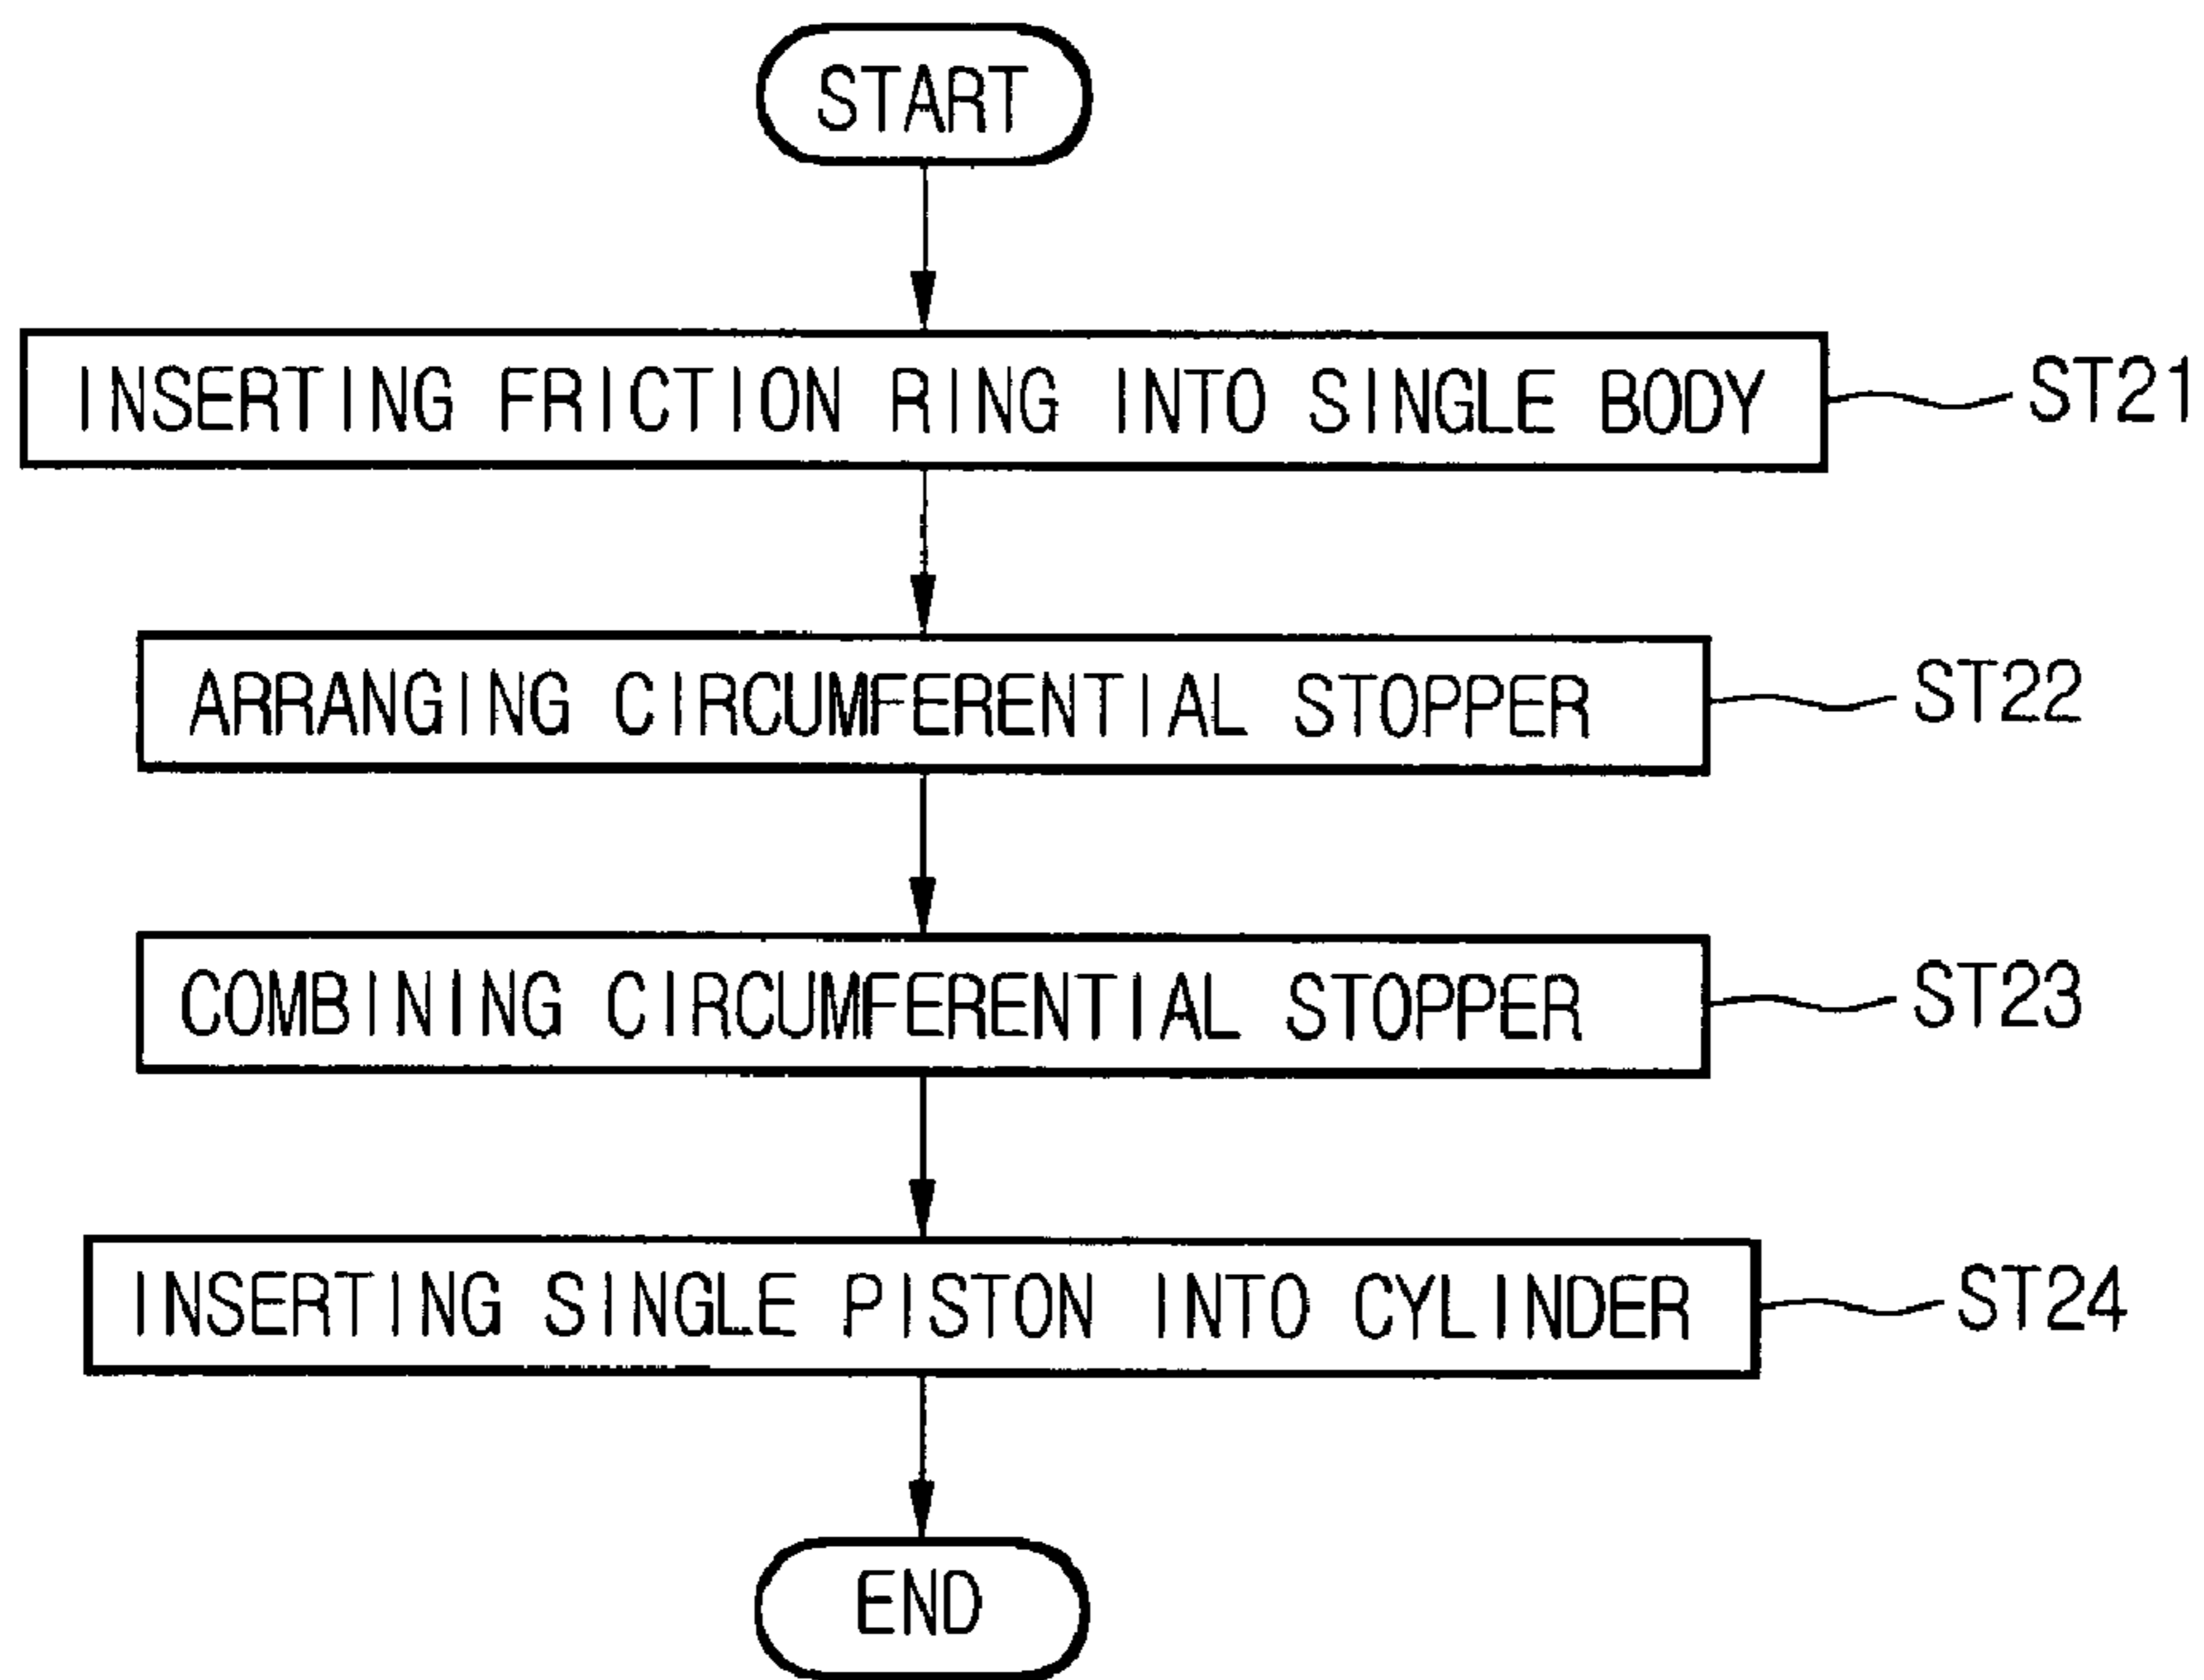 START
INSERTING FRICTION RING INTO SINGLE BODY
ST21
ARRANGING CIRCUMFERENTIAL STOPPER
ST22
COMBINING CIRCUMFERENTIAL STOPPER
ST23
INSERTING SINGLE PISTON INTO CYLINDER
ST24
END